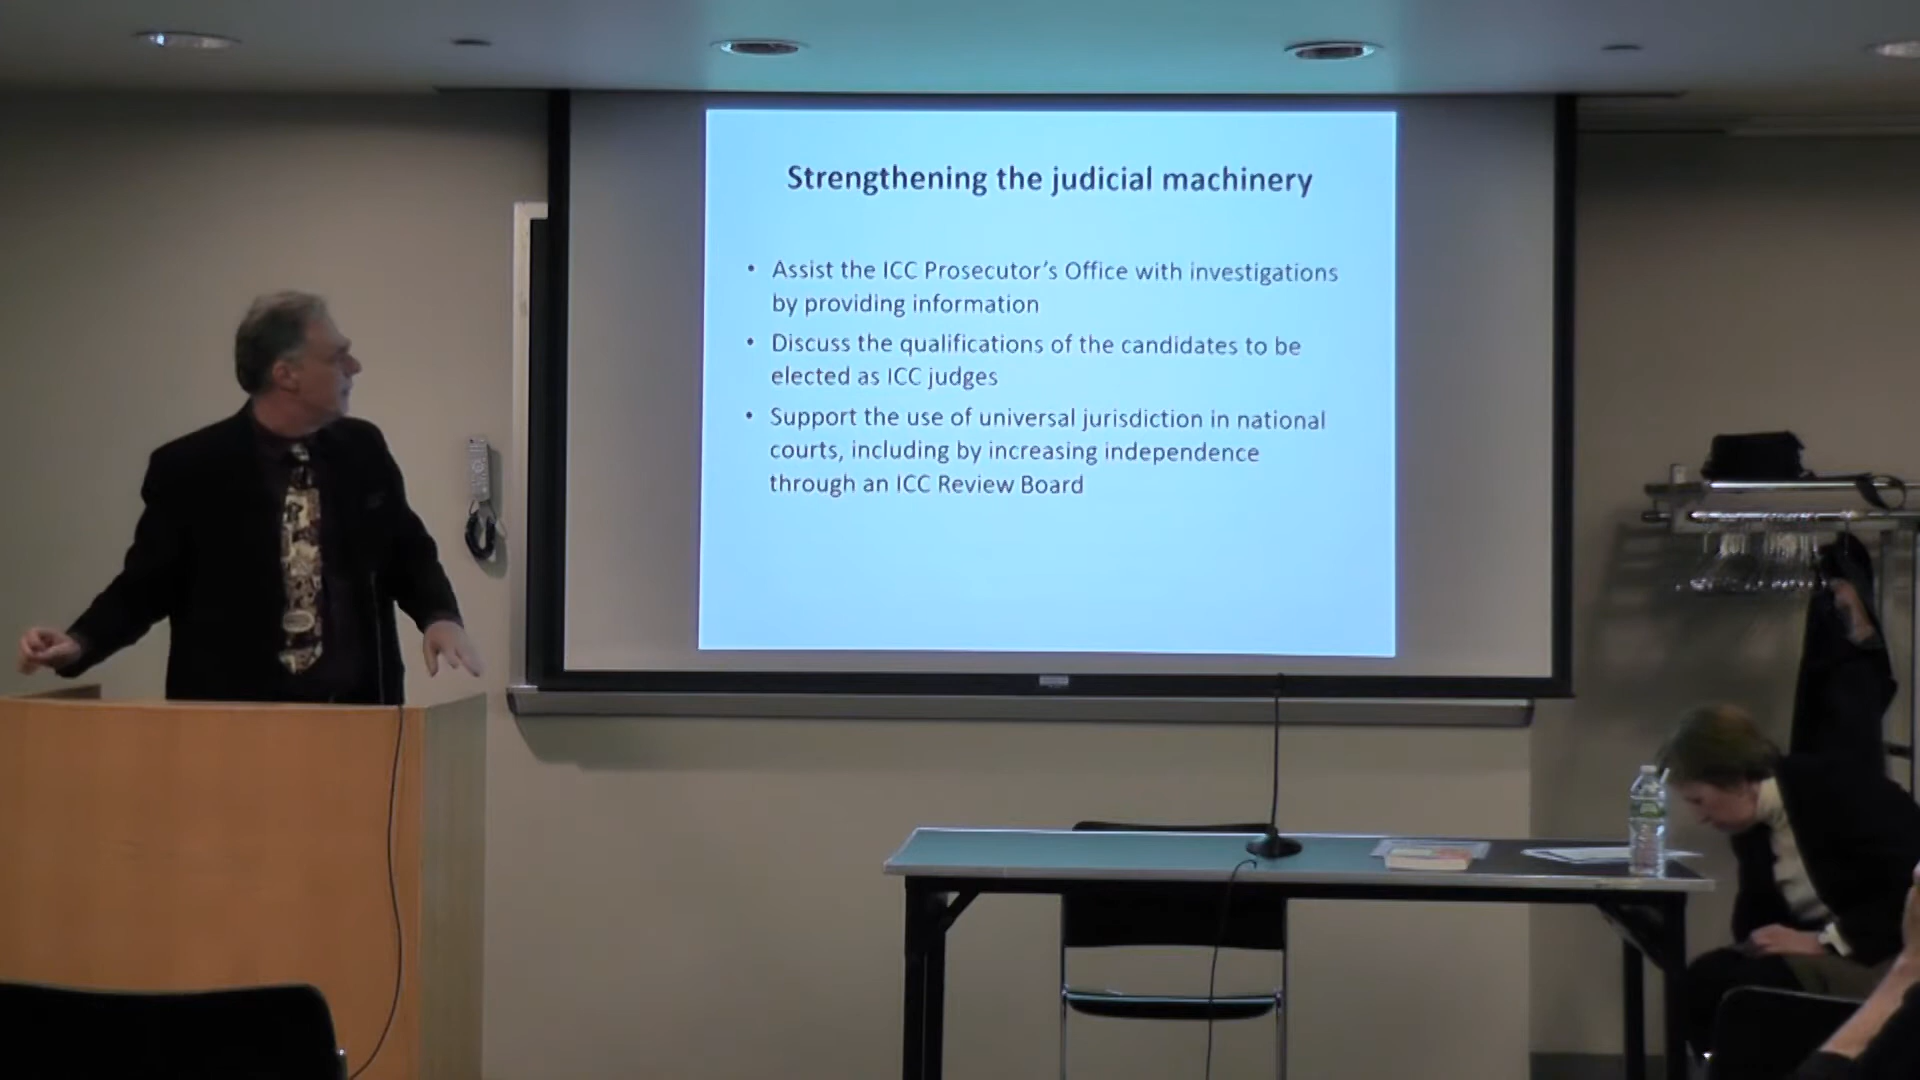 Strengthening the judicial machinery
• Assist the ICC Prosecutor's Office with investigations
by providing information
• Discuss the qualifications of the candidates to be
elected as ICC judges
• Support the use of universal jurisdiction in national
courts, including by increasing independence
through an ICC Review Board